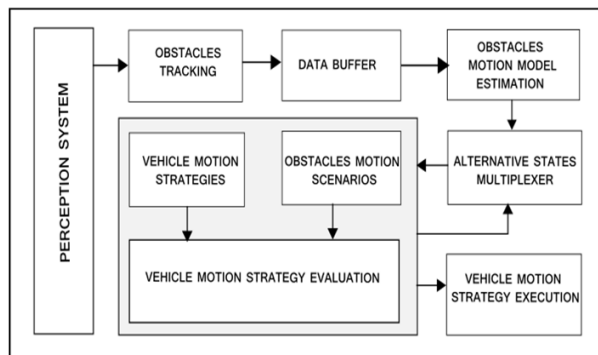 PERCEPTION SYSTEM
OBSTACLES
TRACKING
DATA BUFFER
OBSTACLES
MOTION MODEL
ESTIMATION
VEHICLE MOTION
STRATEGIES
OBSTACLES MOTION
SCENARIOS
ALTERNATIVE STATES
MULTIPLEXER
VEHICLE MOTION STRATEGY EVALUATION
VEHICLE MOTION
STRATEGY EXECUTION